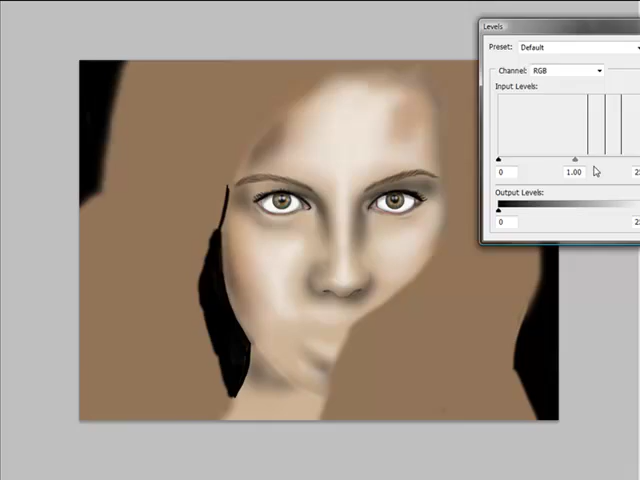 Levels
Preset: Default
Channel: RGB
Input Levels:
0 1.00
Output Levels:
0